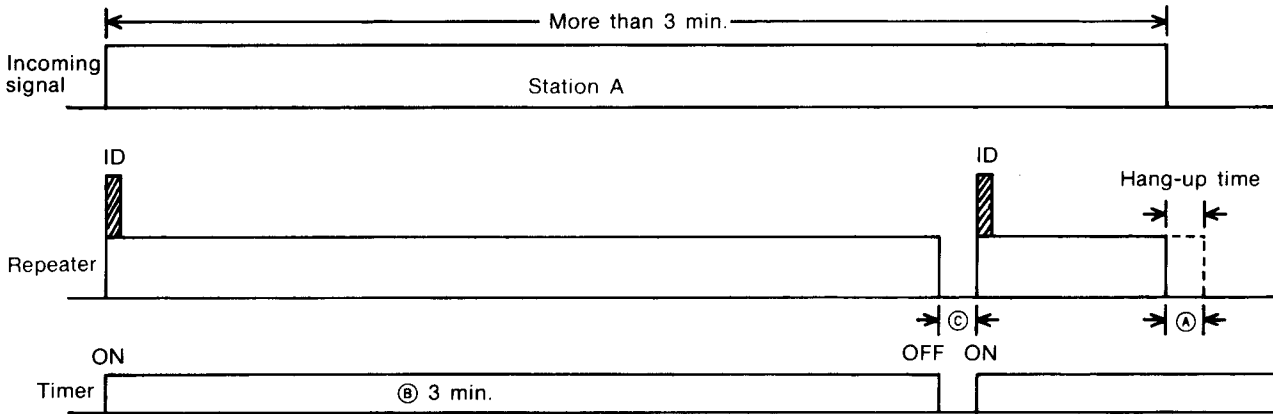 More than 3 min.
Incoming
signal
Station A
ID
ID
Hang-up time
Repeater
Ⓒ
Ⓐ
ON
OFF
ON
Timer
Ⓑ 3 min.